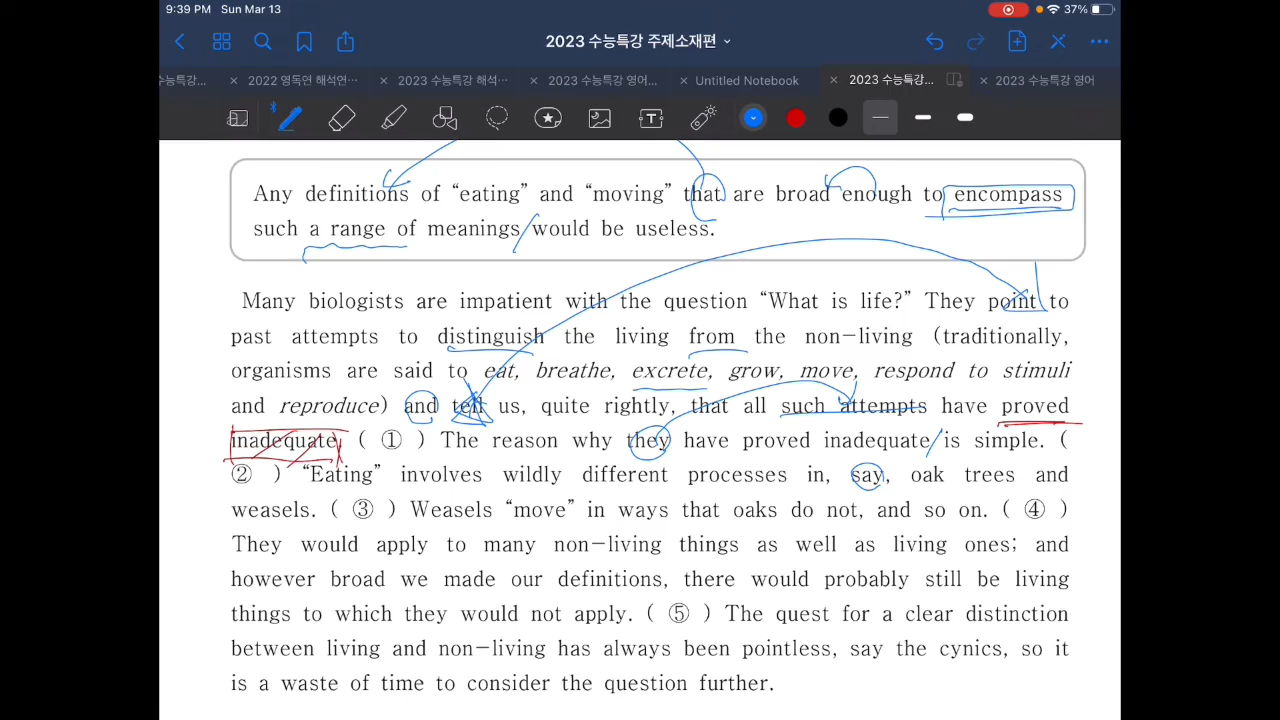 9:39 PM Sun Mar 13
37%
2023 수능특강 주제소재편
수능특강...
2022 영독연 해석연...
2023 수능특강 해석...
2023 수능특강 영어...
Untitled Notebook
2023 수능특강...
2023 수능특강 영어
Any definitions of “eating” and “moving” that are broad enough to encompass
such a range of meanings would be useless.
Many biologists are impatient with the question “What is life?” They point to
past attempts to distinguish the living from the non−living (traditionally,
organisms are said to eat, breathe, excrete, grow, move, respond to stimuli
and reproduce) and tell us, quite rightly, that all such attempts have proved
inadequate. ( ① ) The reason why they have proved inadequate is simple. (
② ) “Eating” involves wildly different processes in, say, oak trees and
weasels. ( ③ ) Weasels “move” in ways that oaks do not, and so on. ( ④ )
They would apply to many non−living things as well as living ones; and
however broad we made our definitions, there would probably still be living
things to which they would not apply. ( ⑤ ) The quest for a clear distinction
between living and non−living has always been pointless, say the cynics, so it
is a waste of time to consider the question further.